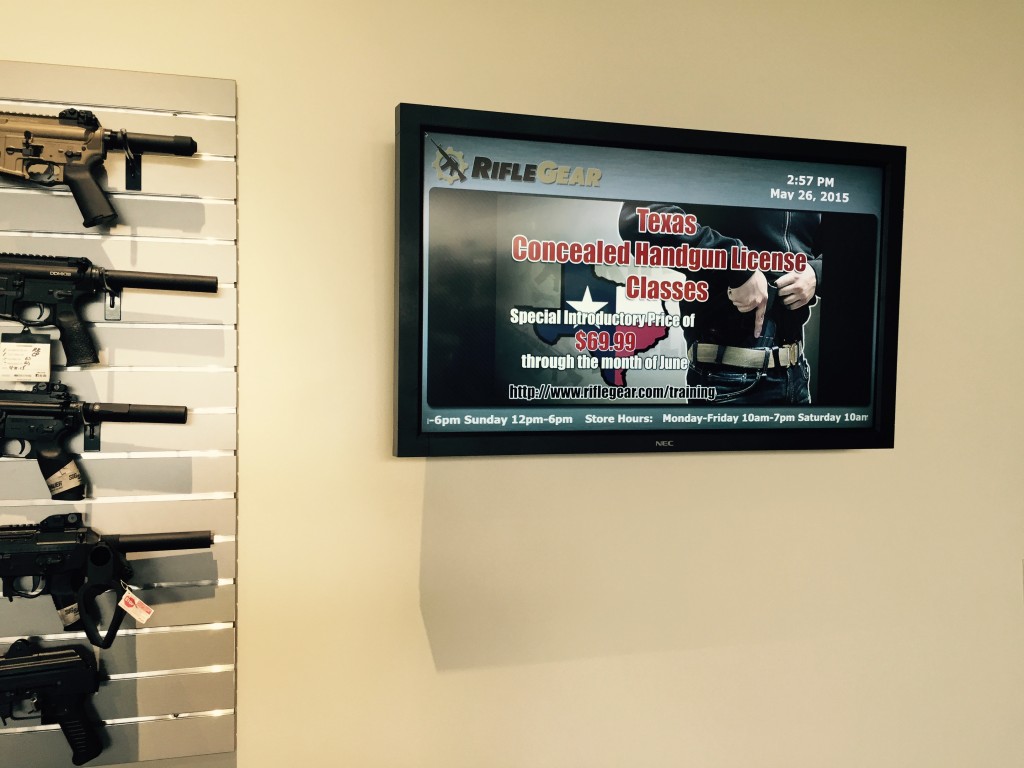 RIFLEGEAR
2:57 PM
May 26, 2015
Texas
Concealed Handgun License
Classes
Special Introductory Price of
$69.99
through the month of June
http://www.riflegear.com/training
-6pm Sunday 12pm-6pm Store Hours: Monday-Friday 10am-7pm Saturday 10am
NEC